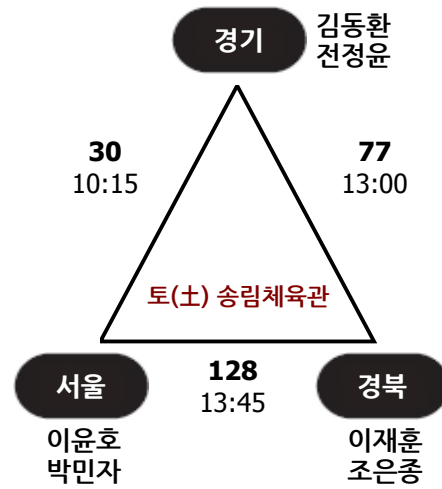 경기
김동환
전정윤
30
10:15
77
13:00
토(土) 송림체육관
서울
128
13:45
경북
이윤호
박민자
이재훈
조은종